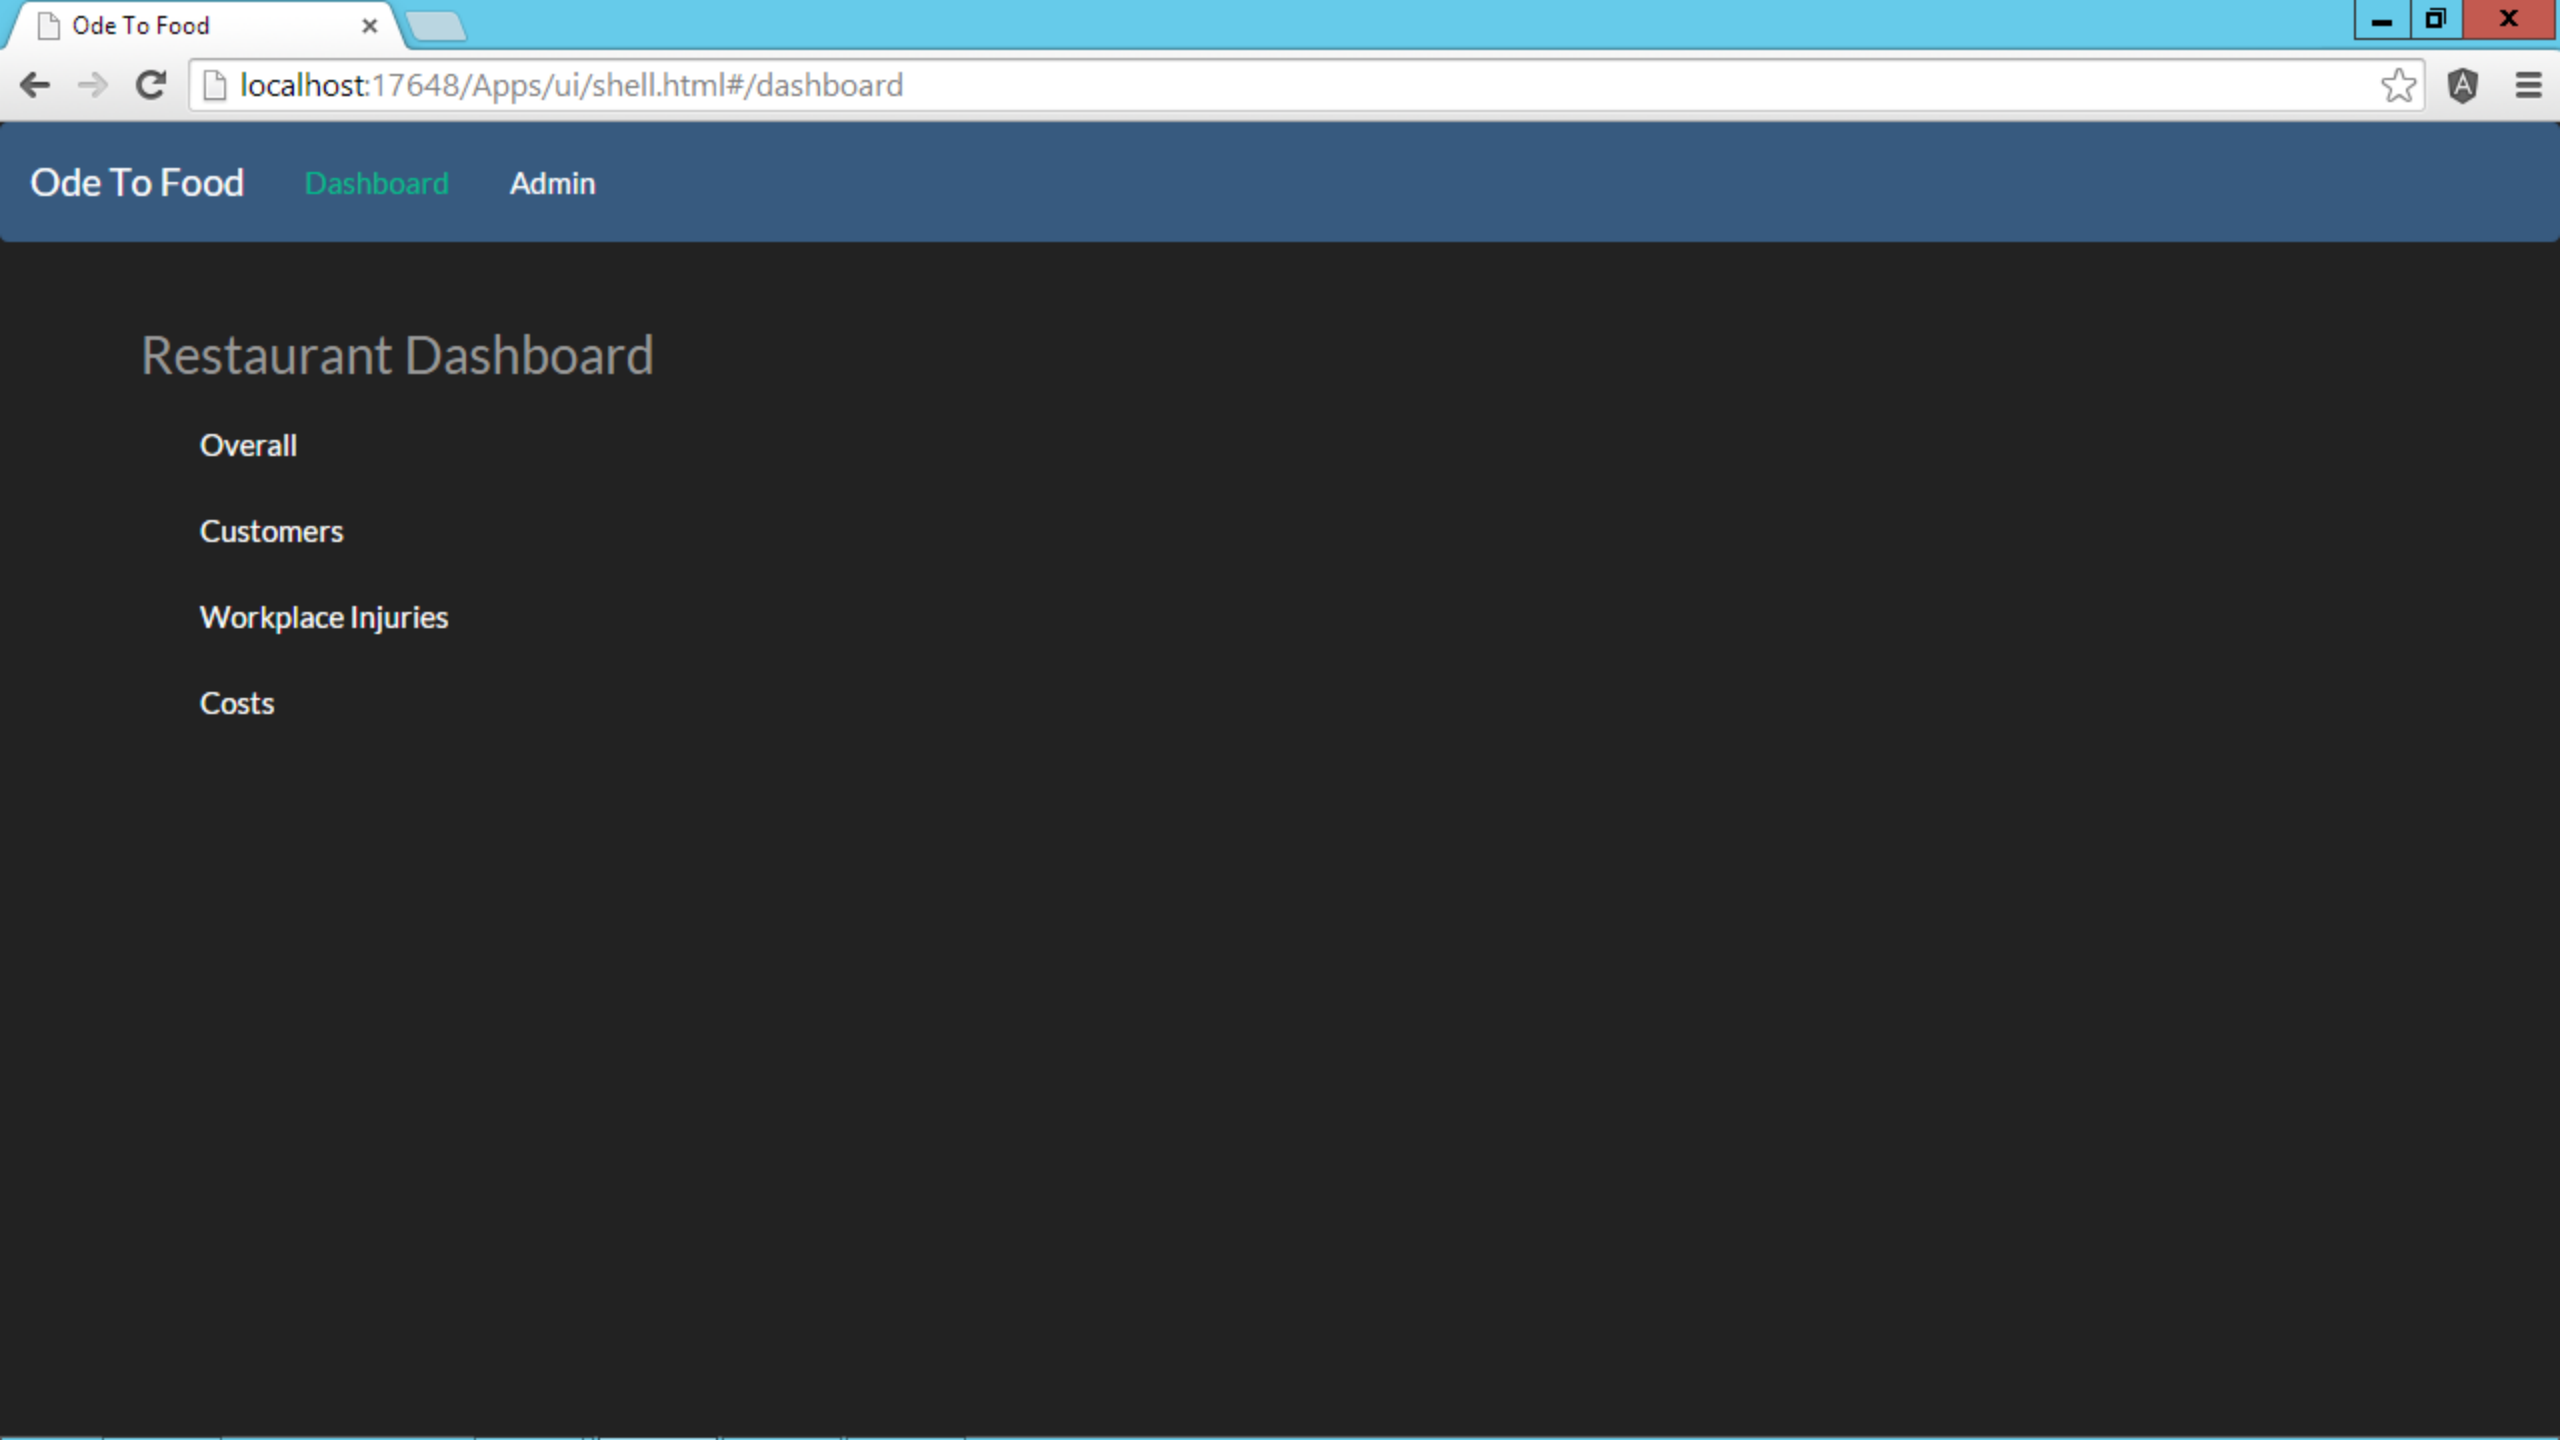 Ode To Food
localhost:17648/Apps/ui/shell.html#/dashboard
Ode To Food Dashboard Admin
Restaurant Dashboard
Overall
Customers
Workplace Injuries
Costs